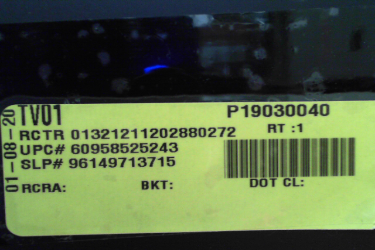 01-08-20
TV01 P19030040
RCTR 01321211202880272 RT :1
UPC# 60958525243
SLP# 96149713715
RCRA: BKT: DOT CL: